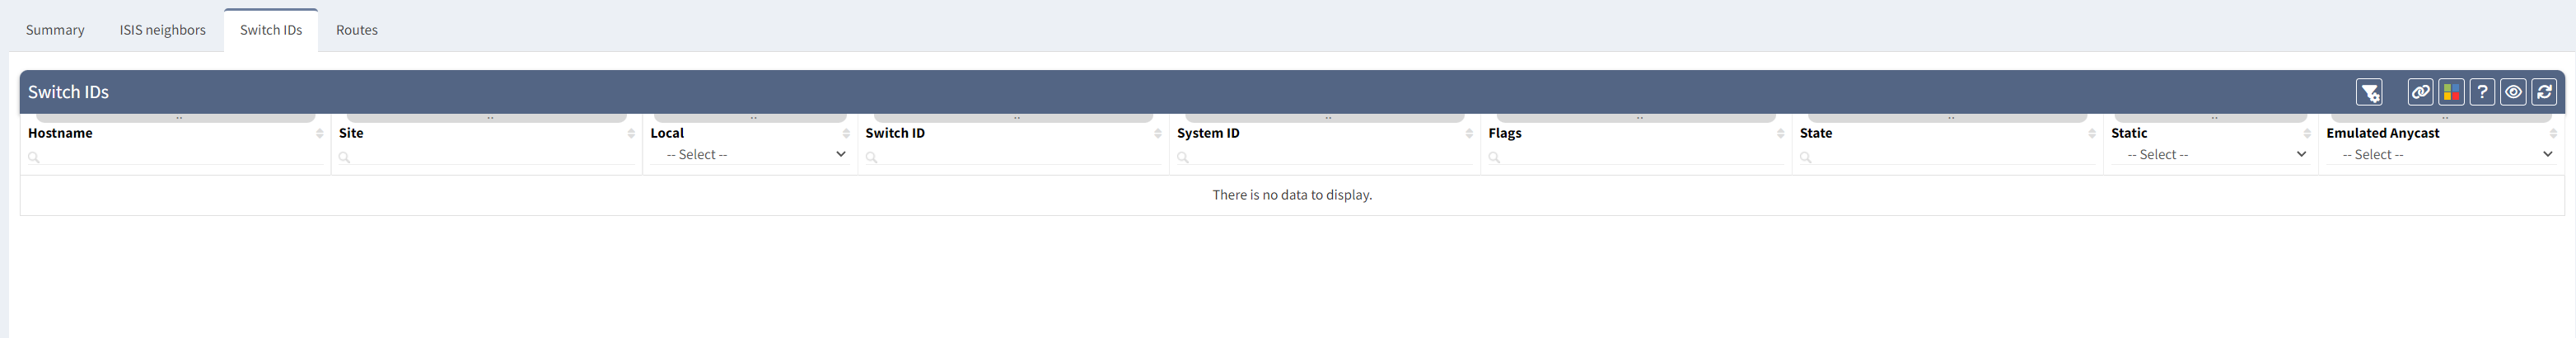 Summary ISIS neighbors Switch IDs Routes
Switch IDs ?
Hostname Site Local Switch ID System ID Flags State Static Emulated Anycast
-- Select -- -- Select -- -- Select --
There is no data to display.